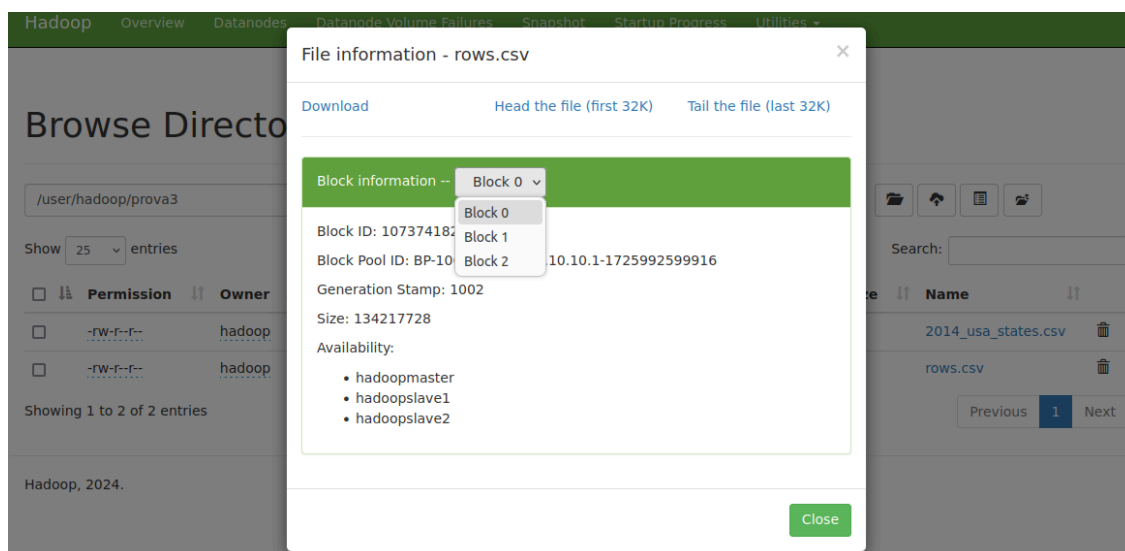 Hadoop Overview Datanodes Datanode Volume Failures Snapshot Startup Progress Utilities
File information - rows.csv ×
Download Head the file (first 32K) Tail the file (last 32K)
Browse Directo
Block information -- Block 0
/user/hadoop/prova3
Block 0
Block ID: 107374182
Block 1
Show 25 entries Search:
Block Pool ID: BP-10 10.10.1-1725992599916
Block 2
Generation Stamp: 1002
Permission Owner Name
Size: 134217728
-rw-r--r-- hadoop 2014_usa_states.csv
Availability:
-rw-r--r-- hadoop rows.csv
• hadoopmaster
• hadoopslave1
• hadoopslave2
Showing 1 to 2 of 2 entries Previous 1 Next
Hadoop, 2024.
Close